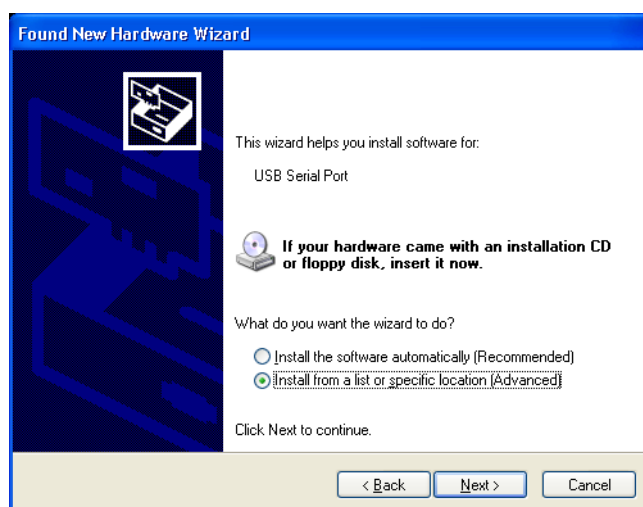 Found New Hardware Wizard
This wizard helps you install software for:
USB Serial Port
If your hardware came with an installation CD
or floppy disk, insert it now.
What do you want the wizard to do?
Install the software automatically (Recommended)
Install from a list or specific location (Advanced)
Click Next to continue.
< Back Next > Cancel